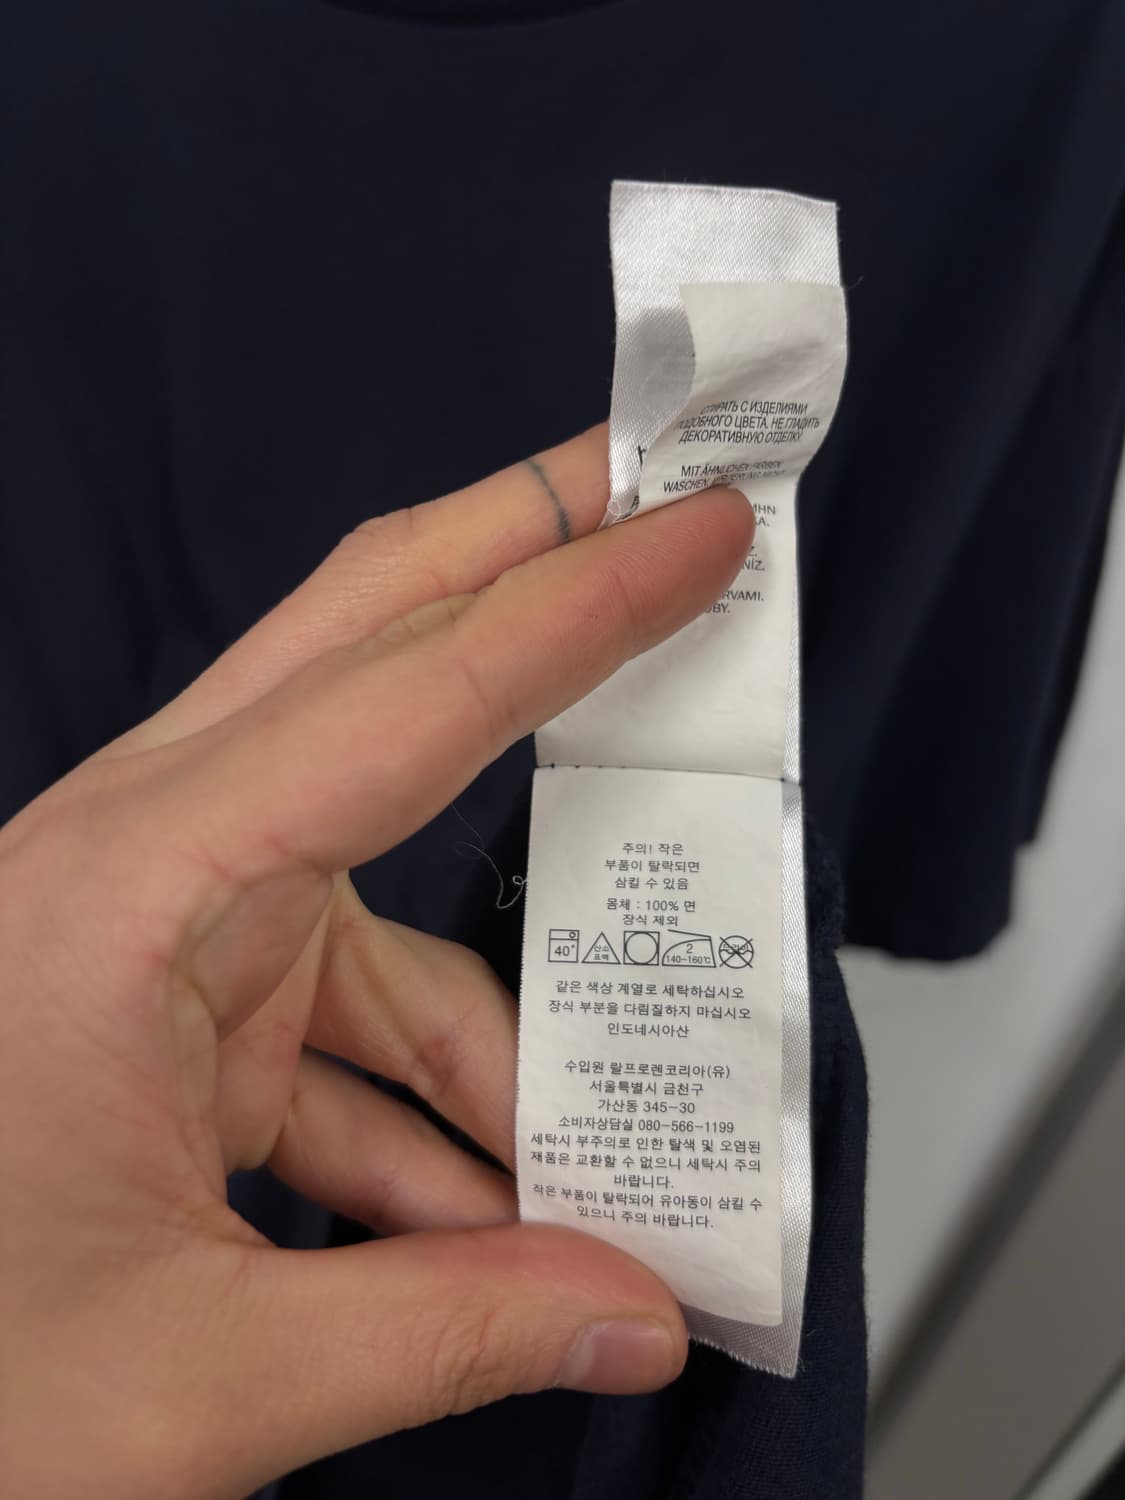 СТИРАТЬ С ИЗДЕЛИЯМИ
ПОДОБНОГО ЦВЕТА. НЕ ГЛАДИТЬ
ДЕКОРАТИВНУЮ ОТДЕЛКУ.
MIT ÄHNLICHEN FARBEN
WASCHEN.
주의! 작은
부품이 탈락되면
삼킬 수 있음
몸체 : 100% 면
장식 제외
40°
산소
표백
2
140-160℃
드라이
같은 색상 계열로 세탁하십시오
장식 부분을 다림질하지 마십시오
인도네시아산
수입원 랄프로렌코리아(유)
서울특별시 금천구
가산동 345-30
소비자상담실 080-566-1199
세탁시 부주의로 인한 탈색 및 오염된
제품은 교환할 수 없으니 세탁시 주의
바랍니다.
작은 부품이 탈락되어 유아동이 삼킬 수
있으니 주의 바랍니다.